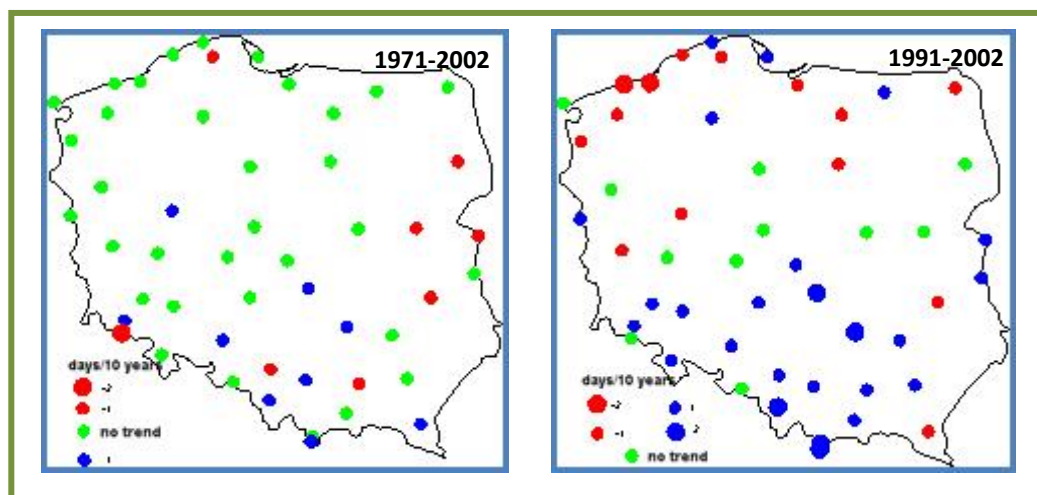 1971-2002
days/10 years
-2
-1
no trend
1
1991-2002
days/10 years
-2 1
-1 2
no trend